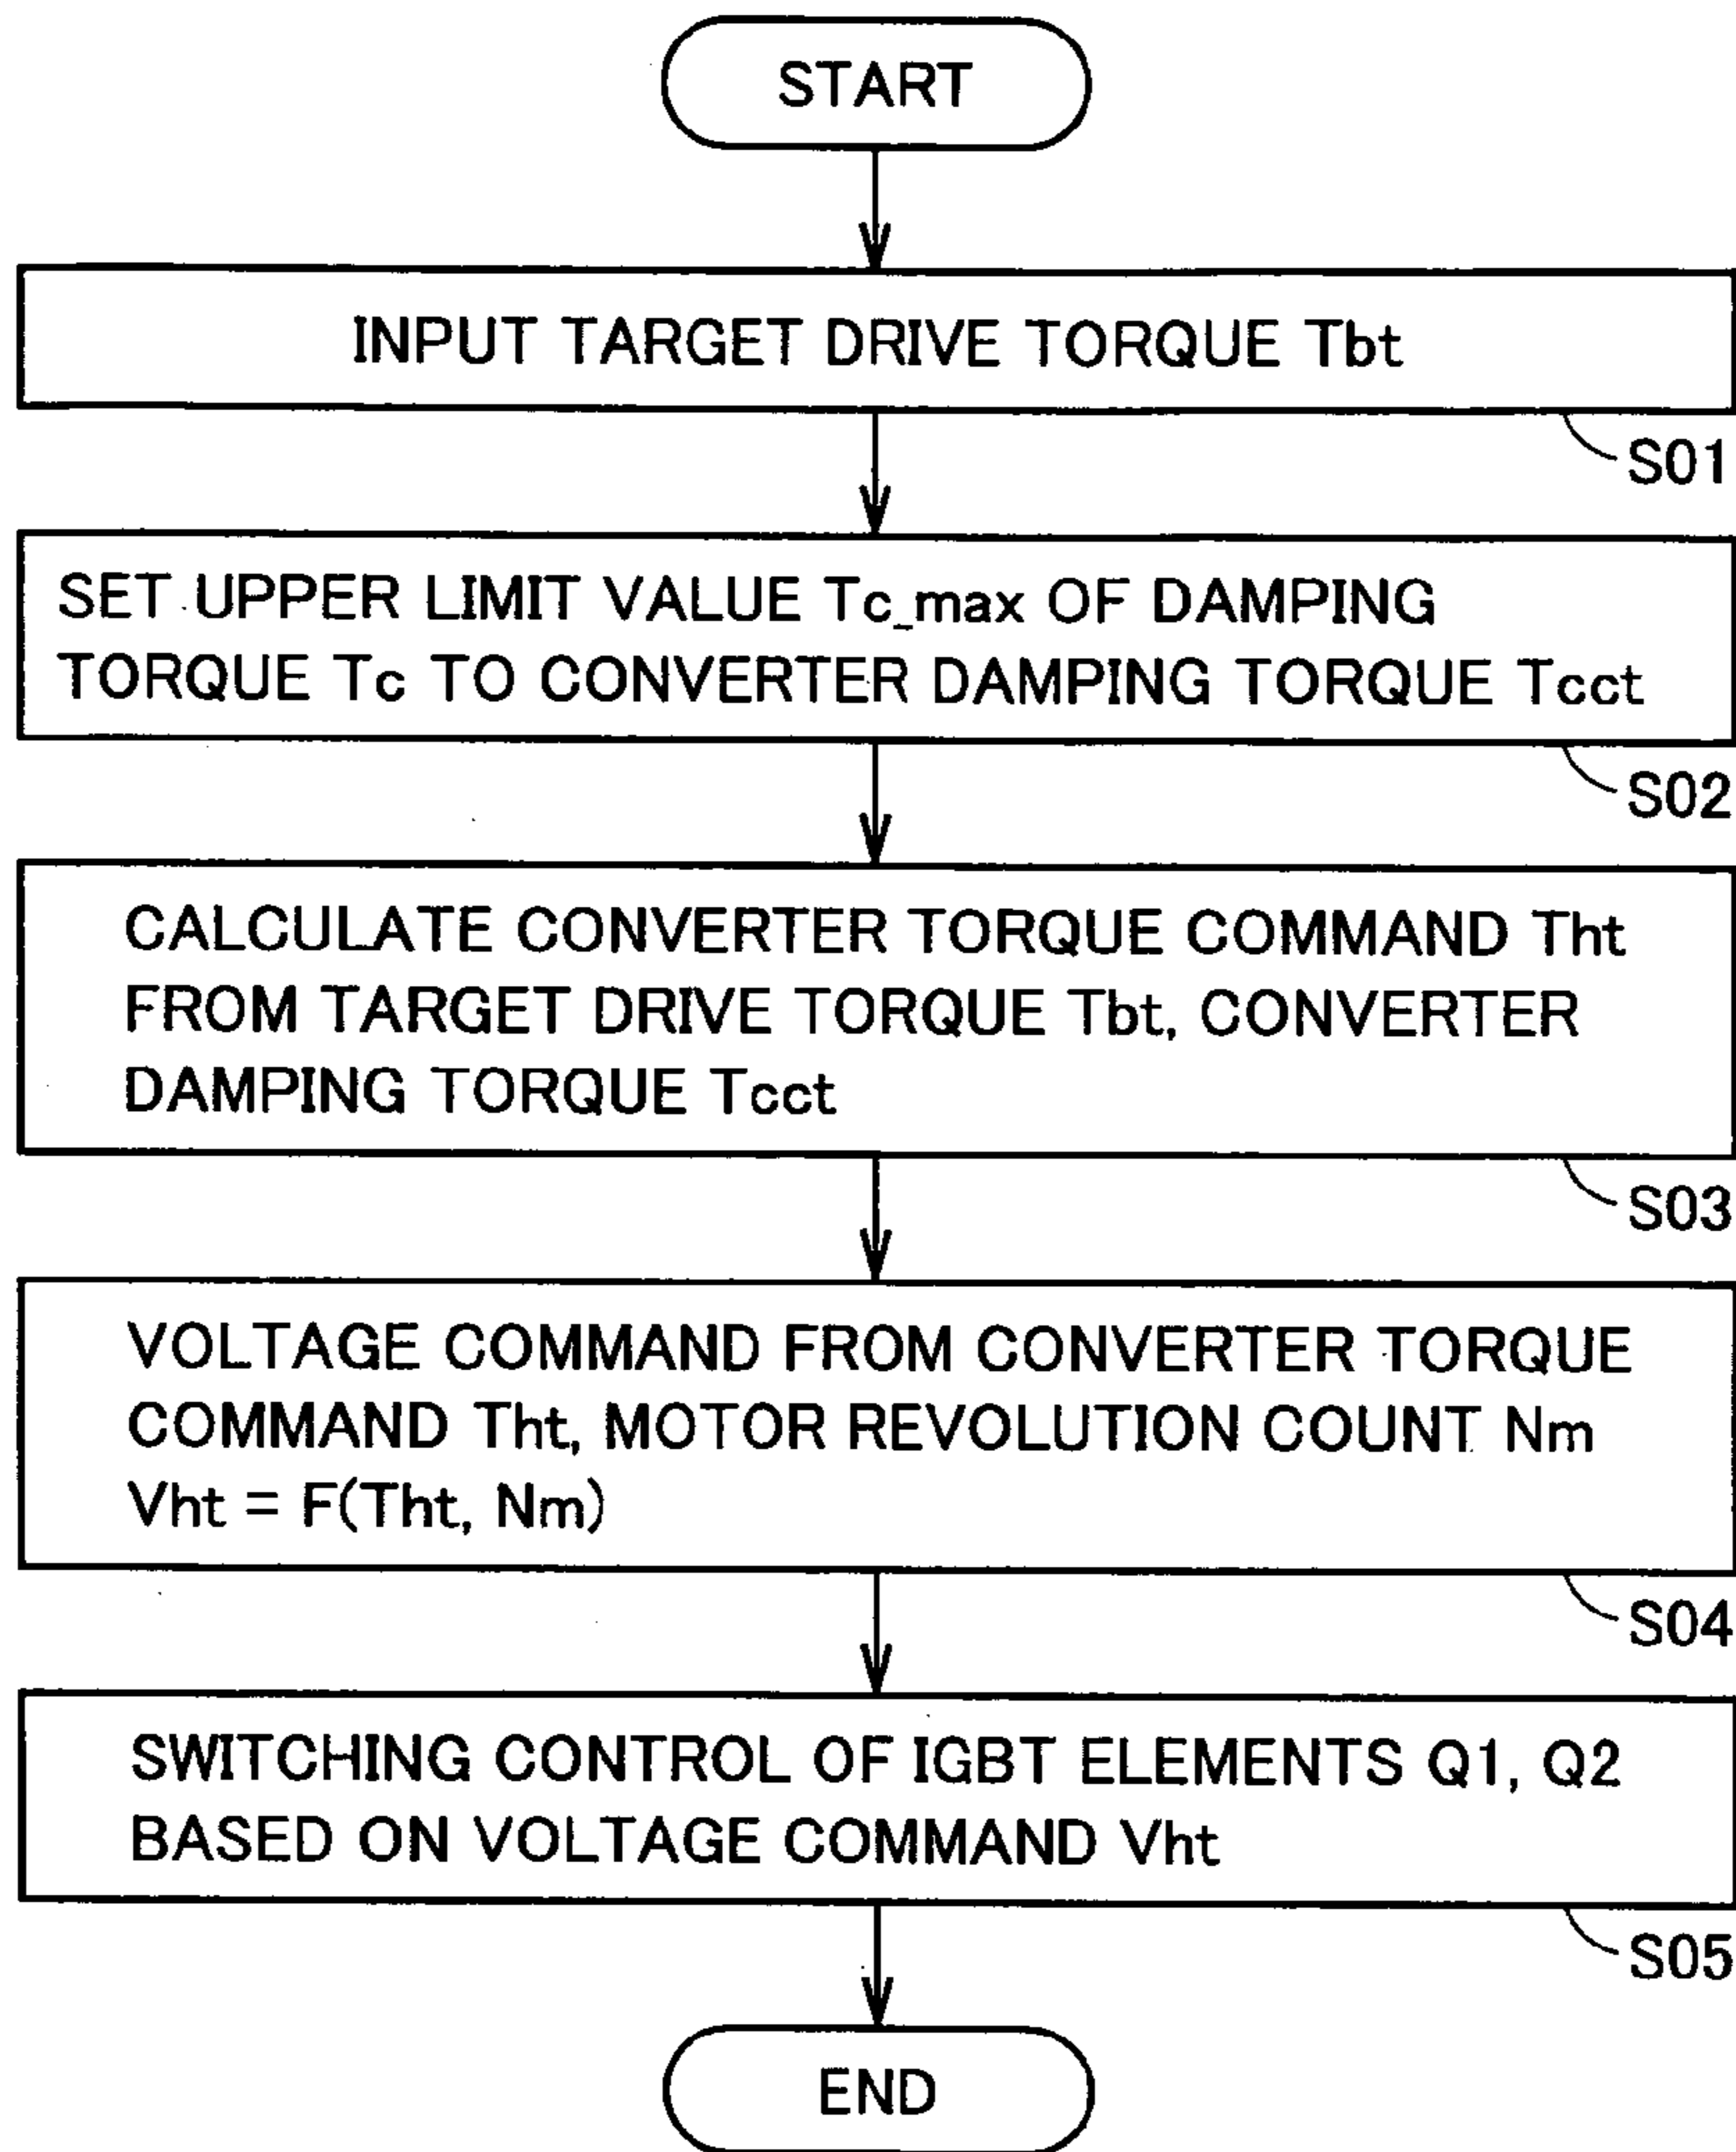 START
INPUT TARGET DRIVE TORQUE Tbt
S01
SET UPPER LIMIT VALUE Tc_max OF DAMPING
TORQUE Tc TO CONVERTER DAMPING TORQUE Tcct
S02
CALCULATE CONVERTER TORQUE COMMAND Tht
FROM TARGET DRIVE TORQUE Tbt, CONVERTER
DAMPING TORQUE Tcct
S03
VOLTAGE COMMAND FROM CONVERTER TORQUE
COMMAND Tht, MOTOR REVOLUTION COUNT Nm
Vht = F(Tht, Nm)
S04
SWITCHING CONTROL OF IGBT ELEMENTS Q1, Q2
BASED ON VOLTAGE COMMAND Vht
S05
END